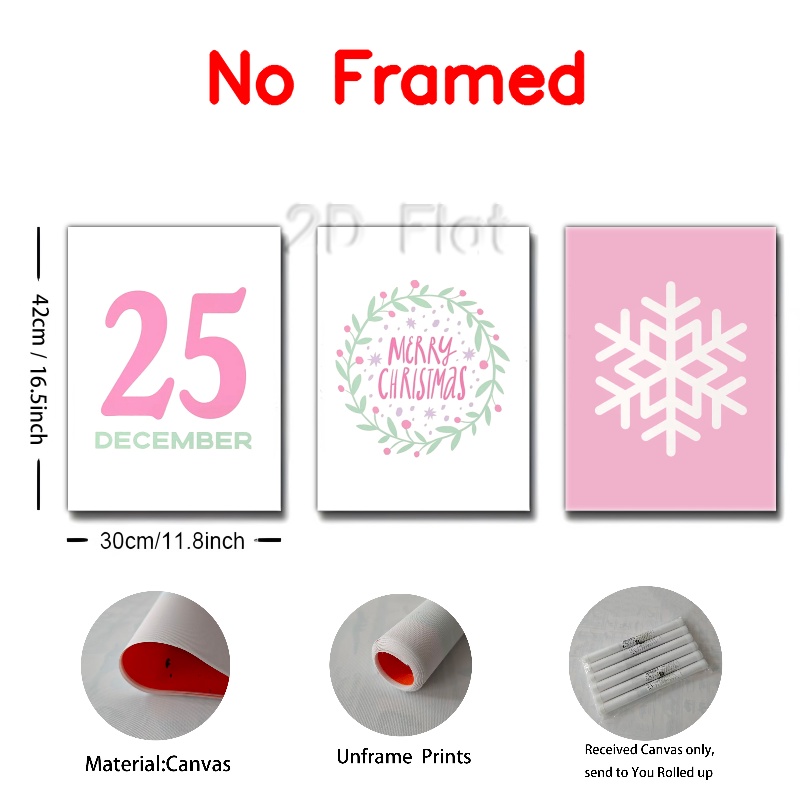 No Framed
2D Flat
42cm / 16.5inch
25
DECEMBER
MERRY
CHRISTMAS
30cm/11.8inch
Material:Canvas
Unframe Prints
Received Canvas only,
send to You Rolled up